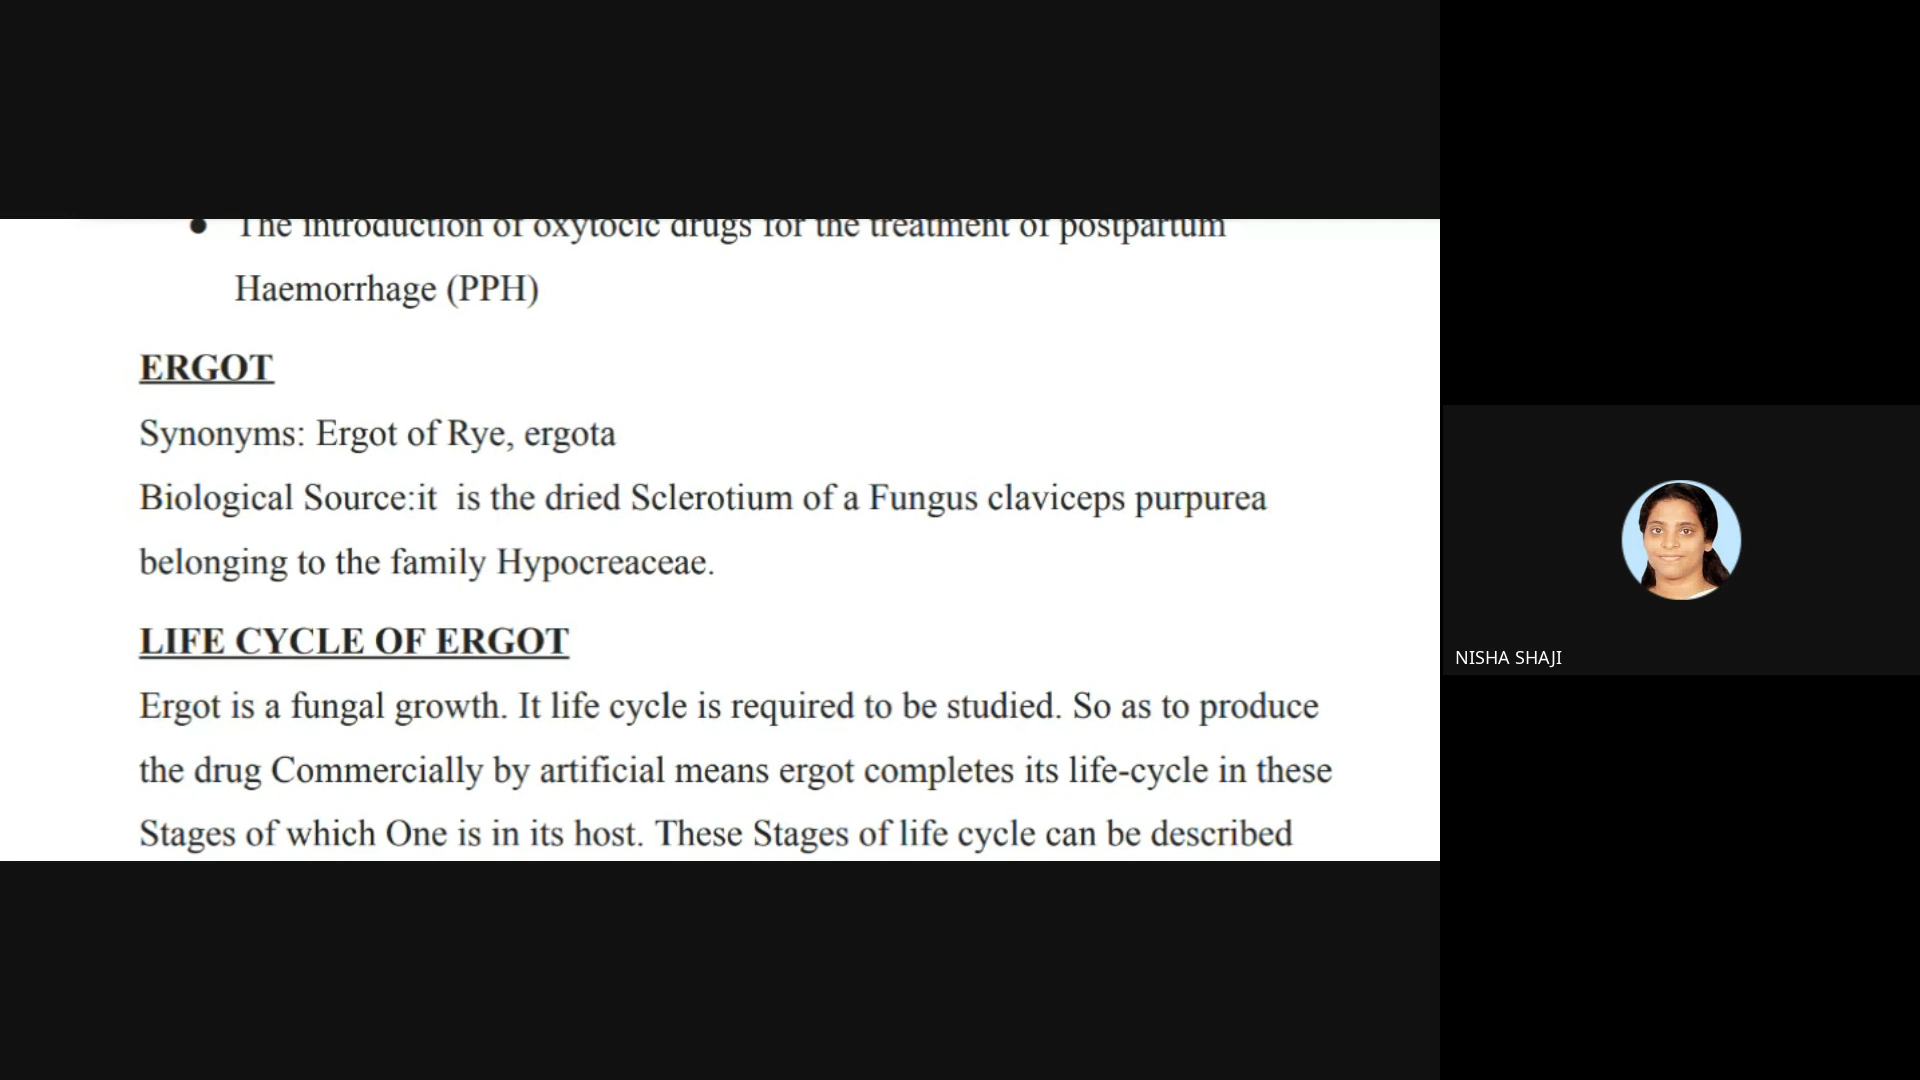 ● The introduction of oxytocic drugs for the treatment of postpartum
Haemorrhage (PPH)
ERGOT
Synonyms: Ergot of Rye, ergota
Biological Source:it  is the dried Sclerotium of a Fungus claviceps purpurea
belonging to the family Hypocreaceae.
LIFE CYCLE OF ERGOT
Ergot is a fungal growth. It life cycle is required to be studied. So as to produce
the drug Commercially by artificial means ergot completes its life-cycle in these
Stages of which One is in its host. These Stages of life cycle can be described
NISHA SHAJI